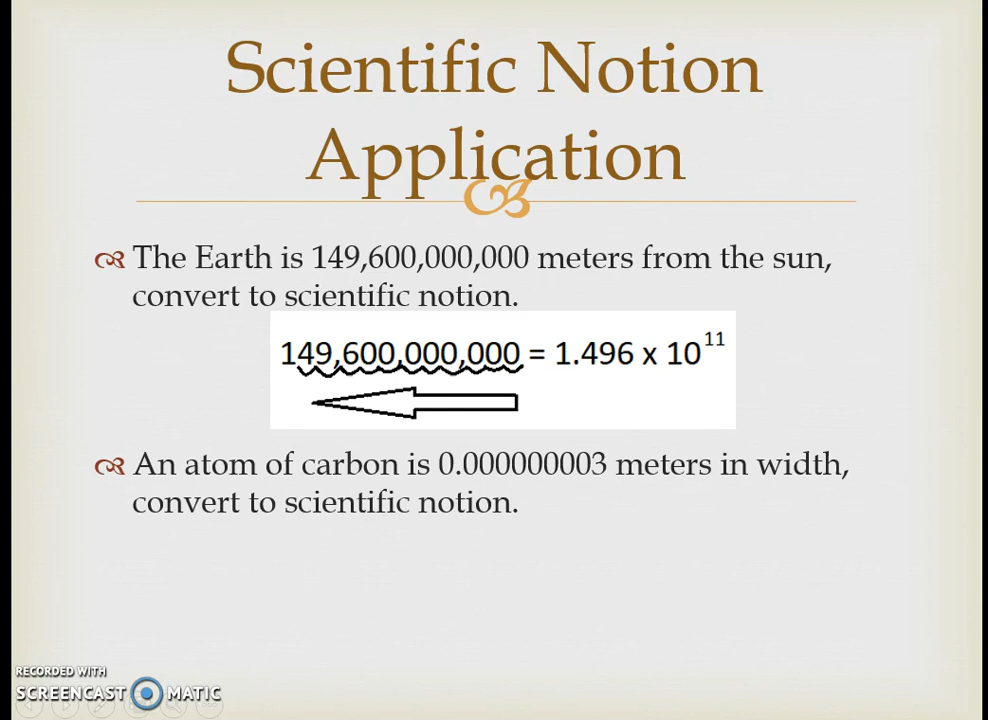 Scientific Notion
Application
The Earth is 149,600,000,000 meters from the sun,
convert to scientific notion.
149,600,000,000 = 1.496 x 10¹¹
An atom of carbon is 0.000000003 meters in width,
convert to scientific notion.
RECORDED WITH
SCREENCAST MATIC